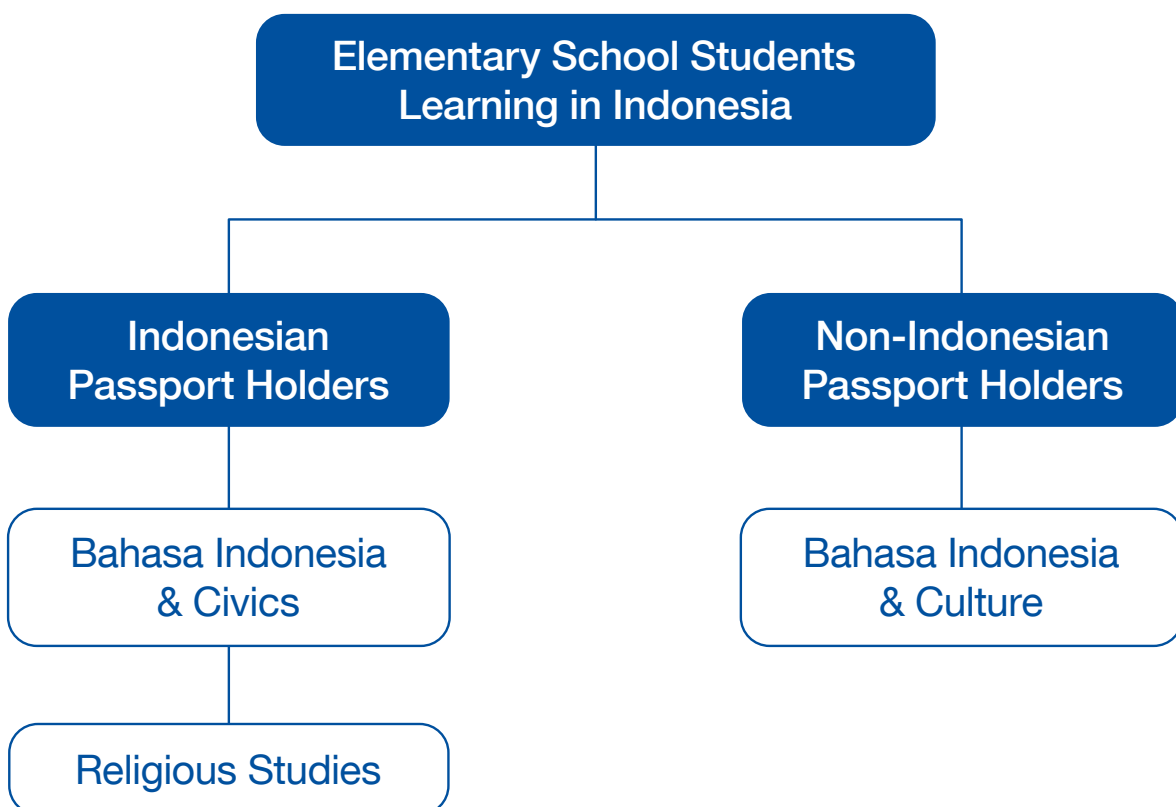 Elementary School Students
Learning in Indonesia
Indonesian
Passport Holders
Non-Indonesian
Passport Holders
Bahasa Indonesia
& Civics
Bahasa Indonesia
& Culture
Religious Studies